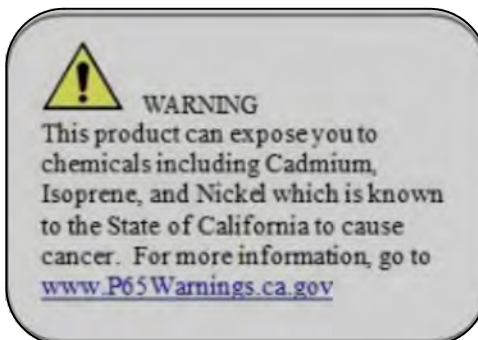 WARNING
This product can expose you to
chemicals including Cadmium,
Isoprene, and Nickel which is known
to the State of California to cause
cancer. For more information, go to
www.P65Warnings.ca.gov